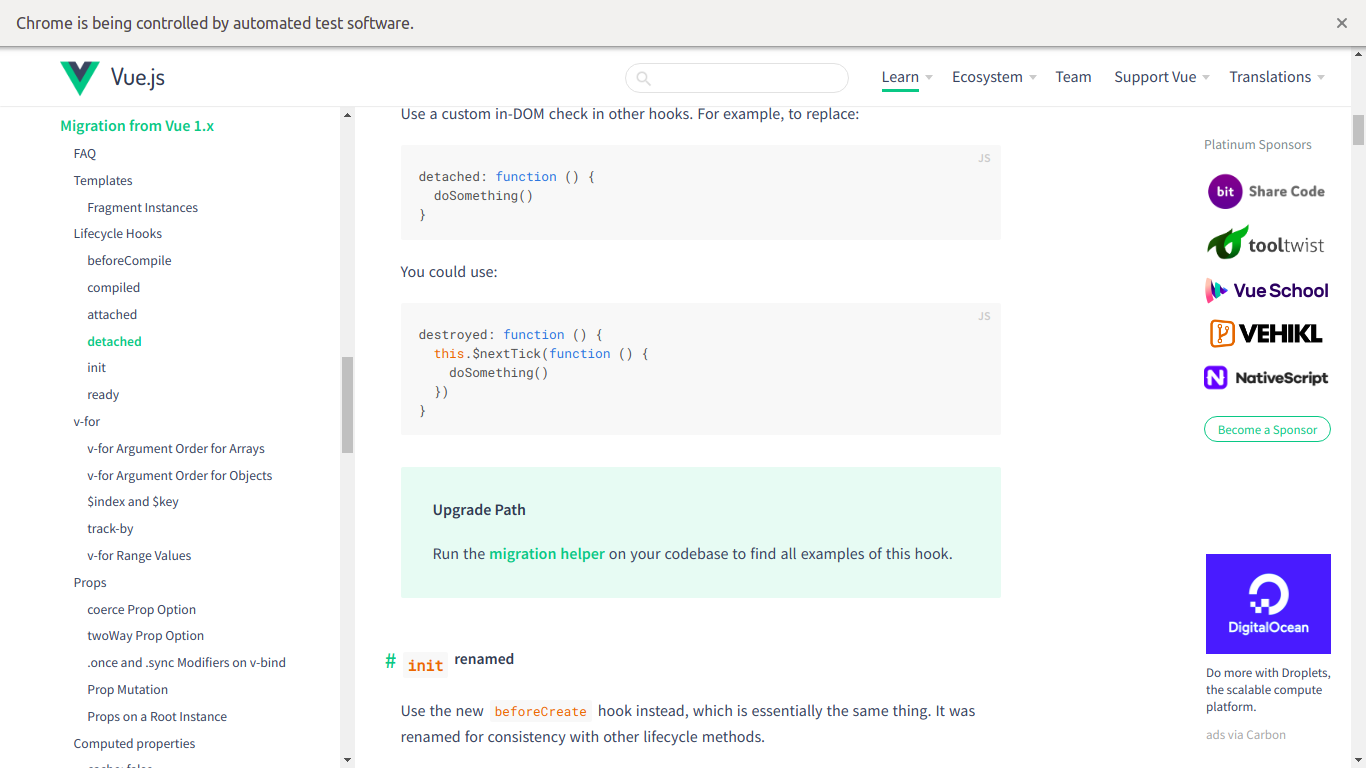 Chrome is being controlled by automated test software.
Vue.js
Learn
Ecosystem
Team
Support Vue
Translations
Migration from Vue 1.x
FAQ
Templates
Fragment Instances
Lifecycle Hooks
beforeCompile
compiled
attached
detached
init
ready
v-for
v-for Argument Order for Arrays
v-for Argument Order for Objects
$index and $key
track-by
v-for Range Values
Props
coerce Prop Option
twoWay Prop Option
.once and .sync Modifiers on v-bind
Prop Mutation
Props on a Root Instance
Computed properties
cache: false
Use a custom in-DOM check in other hooks. For example, to replace:
JS
detached: function () {
doSomething()
}
You could use:
JS
destroyed: function () {
this.$nextTick(function () {
doSomething()
})
}
Upgrade Path
Run the migration helper on your codebase to find all examples of this hook.
# init renamed
Use the new beforeCreate hook instead, which is essentially the same thing. It was
renamed for consistency with other lifecycle methods.
Platinum Sponsors
bit Share Code
tooltwist
Vue School
VEHIKL
N NativeScript
Become a Sponsor
DigitalOcean
Do more with Droplets,
the scalable compute
platform.
ads via Carbon